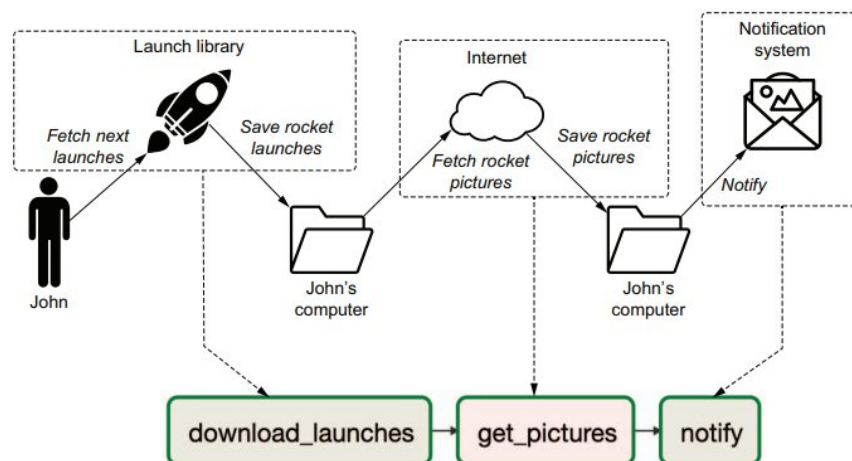 Launch library
Fetch next
launches
Save rocket
launches
John
John's
computer
Internet
Fetch rocket
pictures
Save rocket
pictures
John's
computer
Notification
system
Notify
download_launches
get_pictures
notify